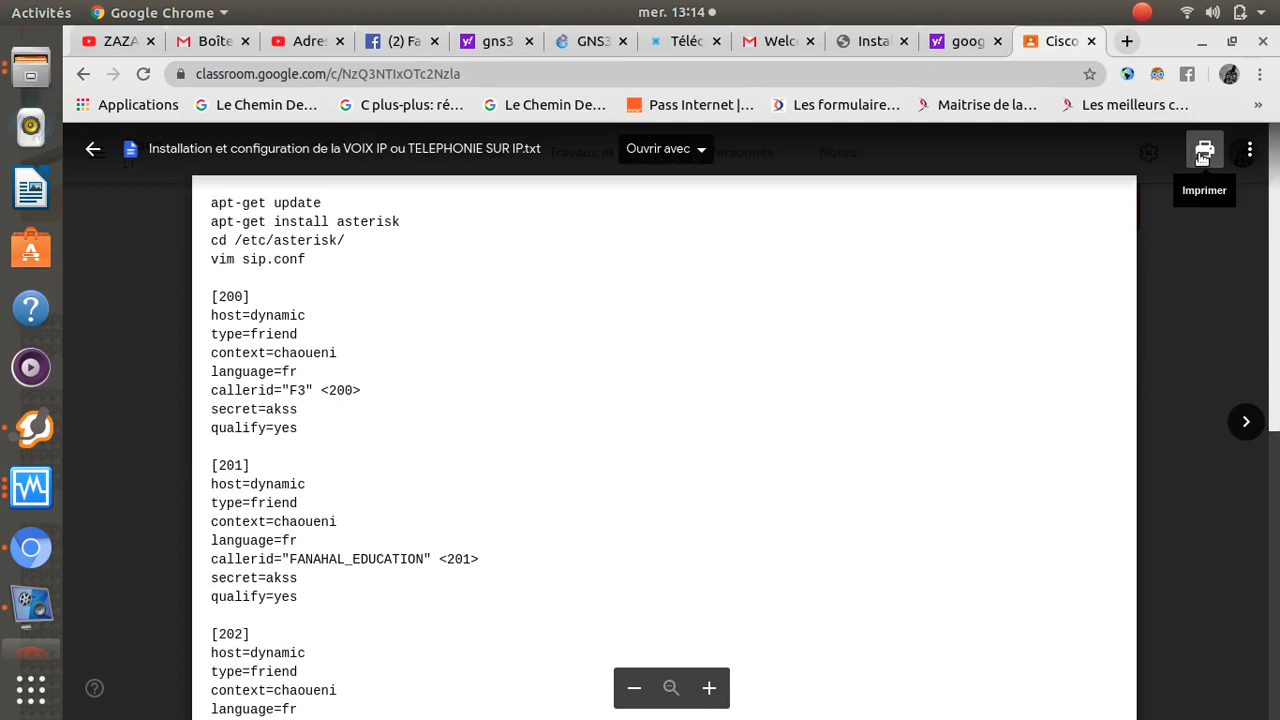 Activités Google Chrome mer. 13:14
ZAZA Boîte Adres (2) Fa gns3 GNS3 Téléc Welc Instal goog Cisco
classroom.google.com/c/NzQ3NTIxOTc2Nzla
Applications Le Chemin De... C plus-plus: ré... Le Chemin De... Pass Internet |... Les formulaire... Maitrise de la... Les meilleurs c... »
Installation et configuration de la VOIX IP ou TELEPHONIE SUR IP.txt Ouvrir avec
Travaux et Personnes Notes
Imprimer
apt-get update
apt-get install asterisk
cd /etc/asterisk/
vim sip.conf
[200]
host=dynamic
type=friend
context=chaoueni
language=fr
callerid="F3" <200>
secret=akss
qualify=yes
[201]
host=dynamic
type=friend
context=chaoueni
language=fr
callerid="FANAHAL_EDUCATION" <201>
secret=akss
qualify=yes
[202]
host=dynamic
type=friend
context=chaoueni
language=fr